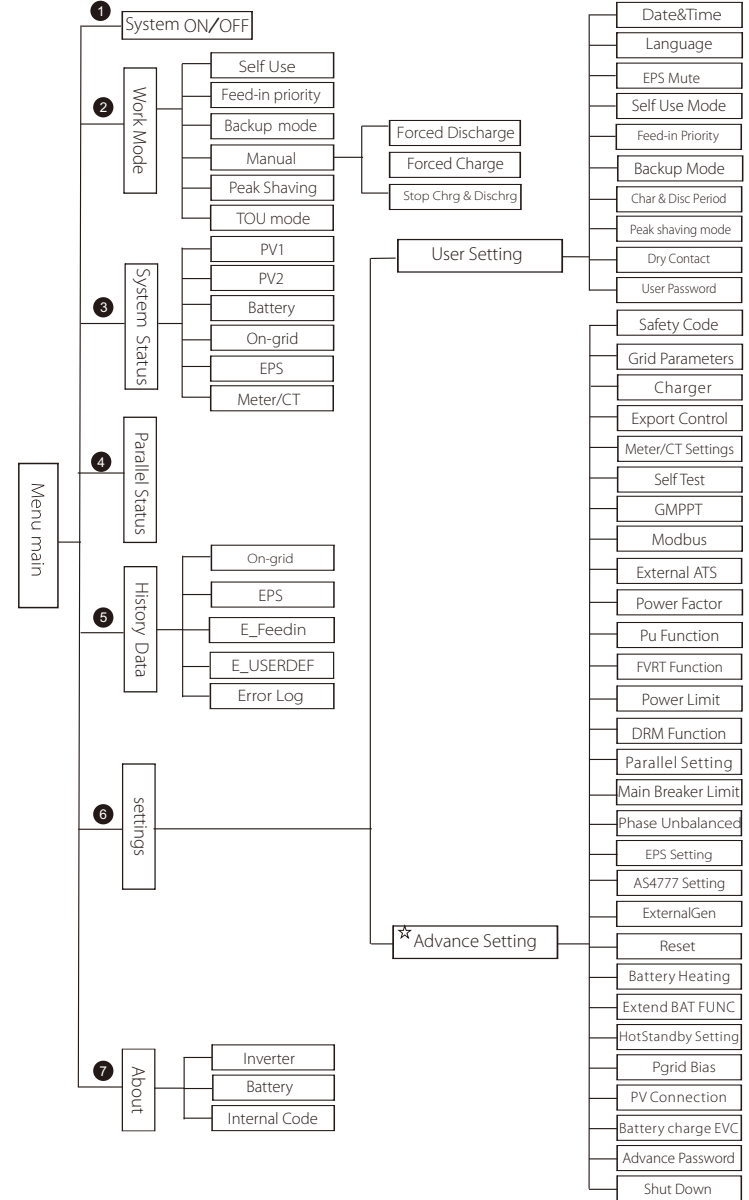 Menu main
1
System ON/OFF
2
Work Mode
Self Use
Feed-in priority
Backup mode
Manual
Peak Shaving
TOU mode
Forced Discharge
Forced Charge
Stop Chrg & Dischrg
3
System Status
PV1
PV2
Battery
On-grid
EPS
Meter/CT
4
Parallel Status
5
History Data
On-grid
EPS
E_Feedin
E_USERDEF
Error Log
6
settings
User Setting
Date&Time
Language
EPS Mute
Self Use Mode
Feed-in Priority
Backup Mode
Char & Disc Period
Peak shaving mode
Dry Contact
User Password
☆Advance Setting
Safety Code
Grid Parameters
Charger
Export Control
Meter/CT Settings
Self Test
GMPPT
Modbus
External ATS
Power Factor
Pu Function
FVRT Function
Power Limit
DRM Function
Parallel Setting
Main Breaker Limit
Phase Unbalanced
EPS Setting
AS4777 Setting
ExternalGen
Reset
Battery Heating
Extend BAT FUNC
HotStandby Setting
Pgrid Bias
PV Connection
Battery charge EVC
Advance Password
Shut Down
7
About
Inverter
Battery
Internal Code